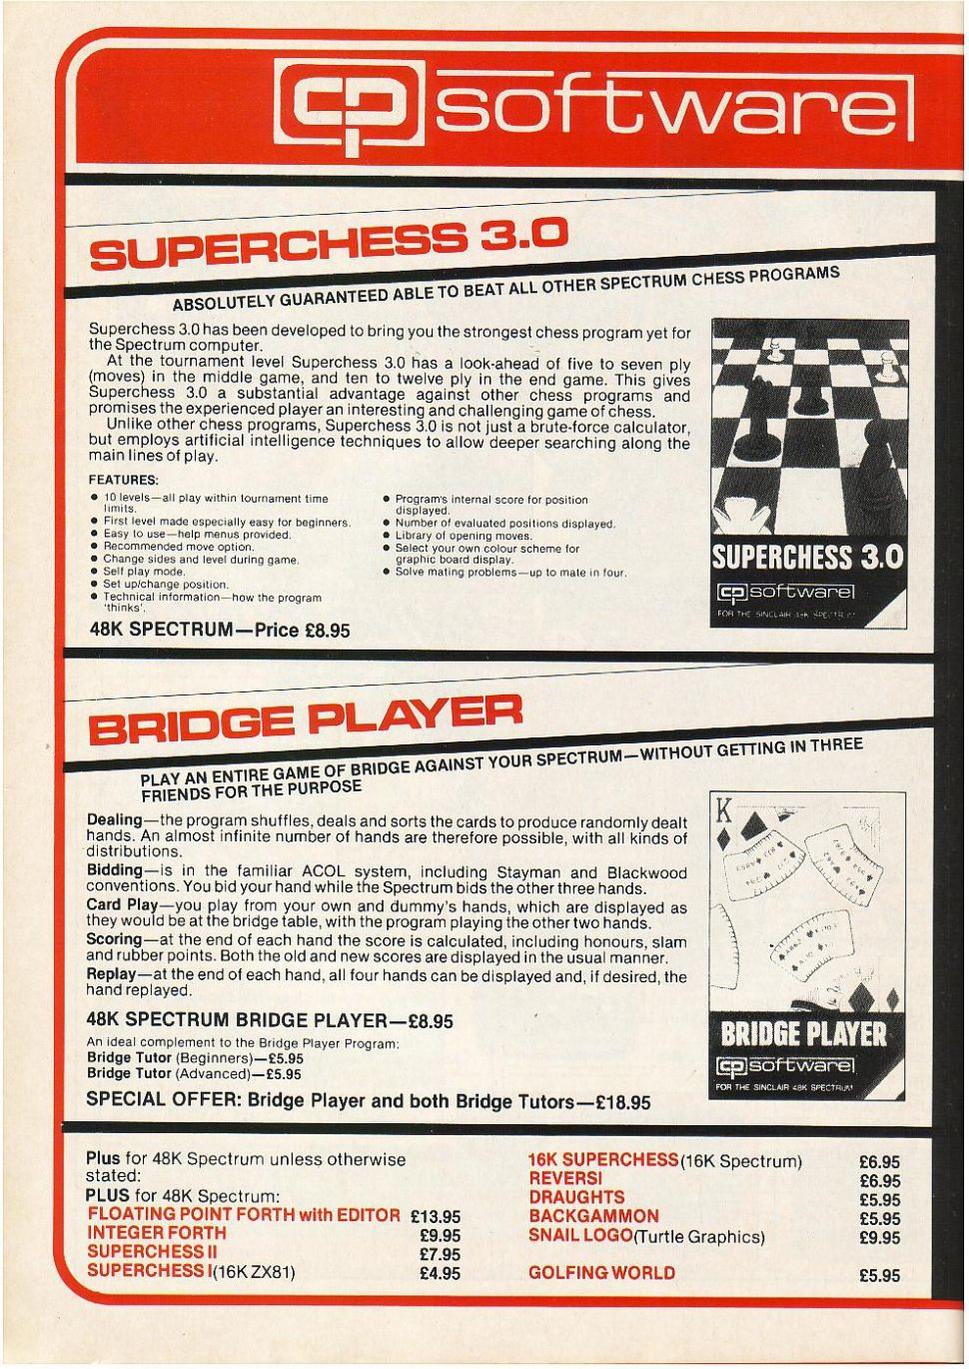 cp software
SUPERCHESS 3.0
ABSOLUTELY GUARANTEED ABLE TO BEAT ALL OTHER SPECTRUM CHESS PROGRAMS
Superchess 3.0 has been developed to bring you the strongest chess program yet for
the Spectrum computer.
At the tournament level Superchess 3.0 has a look-ahead of five to seven ply
(moves) in the middle game, and ten to twelve ply in the end game. This gives
Superchess 3.0 a substantial advantage against other chess programs and
promises the experienced player an interesting and challenging game of chess.
Unlike other chess programs, Superchess 3.0 is not just a brute-force calculator,
but employs artificial intelligence techniques to allow deeper searching along the
main lines of play.
FEATURES:
● 10 levels—all play within tournament time
limits.
● First level made especially easy for beginners.
● Easy to use—help menus provided.
● Recommended move option.
● Change sides and level during game.
● Self play mode.
● Set up/change position.
● Technical information—how the program
'thinks'.
● Program's internal score for position
displayed.
● Number of evaluated positions displayed.
● Library of opening moves.
● Select your own colour scheme for
graphic board display.
● Solve mating problems—up to mate in four.
48K SPECTRUM—Price £8.95
SUPERCHESS 3.0
cp software
FOR THE SINCLAIR 48K SPECTRUM
BRIDGE PLAYER
PLAY AN ENTIRE GAME OF BRIDGE AGAINST YOUR SPECTRUM—WITHOUT GETTING IN THREE
FRIENDS FOR THE PURPOSE
Dealing—the program shuffles, deals and sorts the cards to produce randomly dealt
hands. An almost infinite number of hands are therefore possible, with all kinds of
distributions.
Bidding—is in the familiar ACOL system, including Stayman and Blackwood
conventions. You bid your hand while the Spectrum bids the other three hands.
Card Play—you play from your own and dummy's hands, which are displayed as
they would be at the bridge table, with the program playing the other two hands.
Scoring—at the end of each hand the score is calculated, including honours, slam
and rubber points. Both the old and new scores are displayed in the usual manner.
Replay—at the end of each hand, all four hands can be displayed and, if desired, the
hand replayed.
48K SPECTRUM BRIDGE PLAYER—£8.95
An ideal complement to the Bridge Player Program:
Bridge Tutor (Beginners)—£5.95
Bridge Tutor (Advanced)—£5.95
SPECIAL OFFER: Bridge Player and both Bridge Tutors—£18.95
K
BRIDGE PLAYER
cp software
FOR THE SINCLAIR 48K SPECTRUM
Plus for 48K Spectrum unless otherwise
stated:
PLUS for 48K Spectrum:
FLOATING POINT FORTH with EDITOR £13.95
INTEGER FORTH £9.95
SUPERCHESS II £7.95
SUPERCHESS I (16K ZX81) £4.95
16K SUPERCHESS (16K Spectrum) £6.95
REVERSI £6.95
DRAUGHTS £5.95
BACKGAMMON £5.95
SNAIL LOGO (Turtle Graphics) £9.95
GOLFING WORLD £5.95